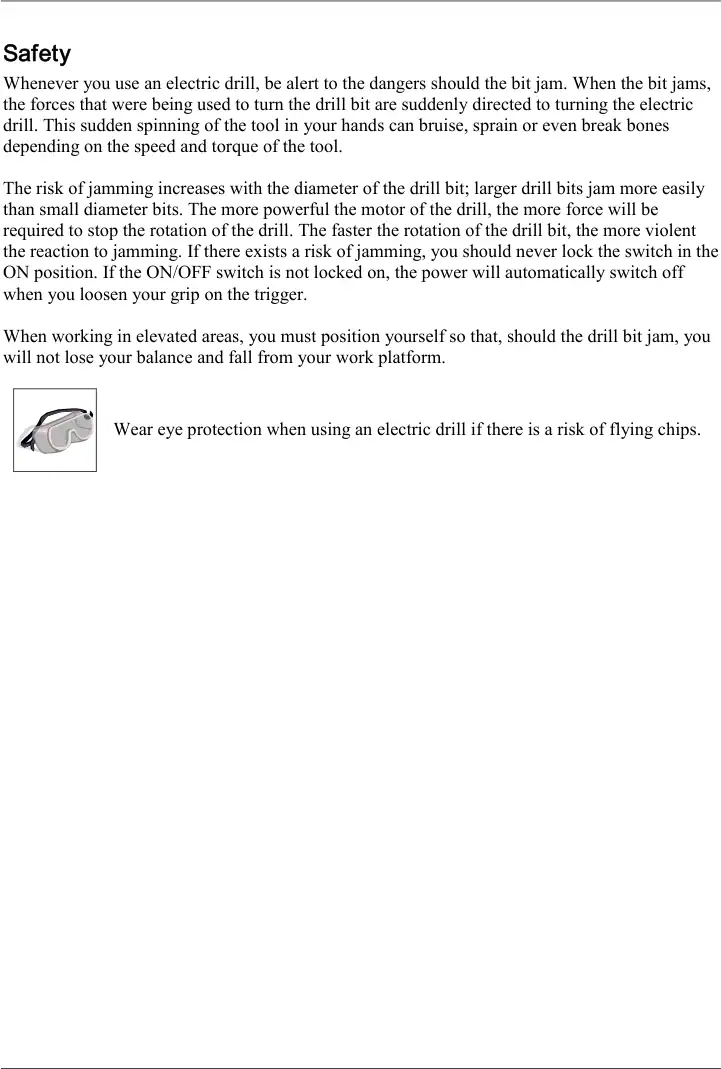 Safety
Whenever you use an electric drill, be alert to the dangers should the bit jam. When the bit jams,
the forces that were being used to turn the drill bit are suddenly directed to turning the electric
drill. This sudden spinning of the tool in your hands can bruise, sprain or even break bones
depending on the speed and torque of the tool.
The risk of jamming increases with the diameter of the drill bit; larger drill bits jam more easily
than small diameter bits. The more powerful the motor of the drill, the more force will be
required to stop the rotation of the drill. The faster the rotation of the drill bit, the more violent
the reaction to jamming. If there exists a risk of jamming, you should never lock the switch in the
ON position. If the ON/OFF switch is not locked on, the power will automatically switch off
when you loosen your grip on the trigger.
When working in elevated areas, you must position yourself so that, should the drill bit jam, you
will not lose your balance and fall from your work platform.
Wear eye protection when using an electric drill if there is a risk of flying chips.